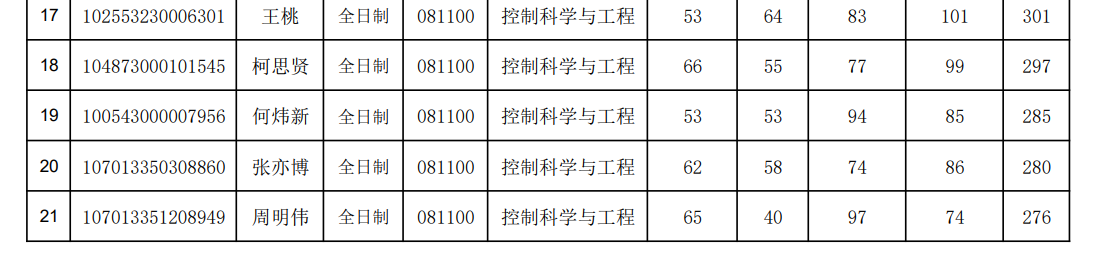 17 102553230006301 王桃 全日制 081100 控制科学与工程 53 64 83 101 301
18 104873000101545 柯思贤 全日制 081100 控制科学与工程 66 55 77 99 297
19 100543000007956 何炜新 全日制 081100 控制科学与工程 53 53 94 85 285
20 107013350308860 张亦博 全日制 081100 控制科学与工程 62 58 74 86 280
21 107013351208949 周明伟 全日制 081100 控制科学与工程 65 40 97 74 276